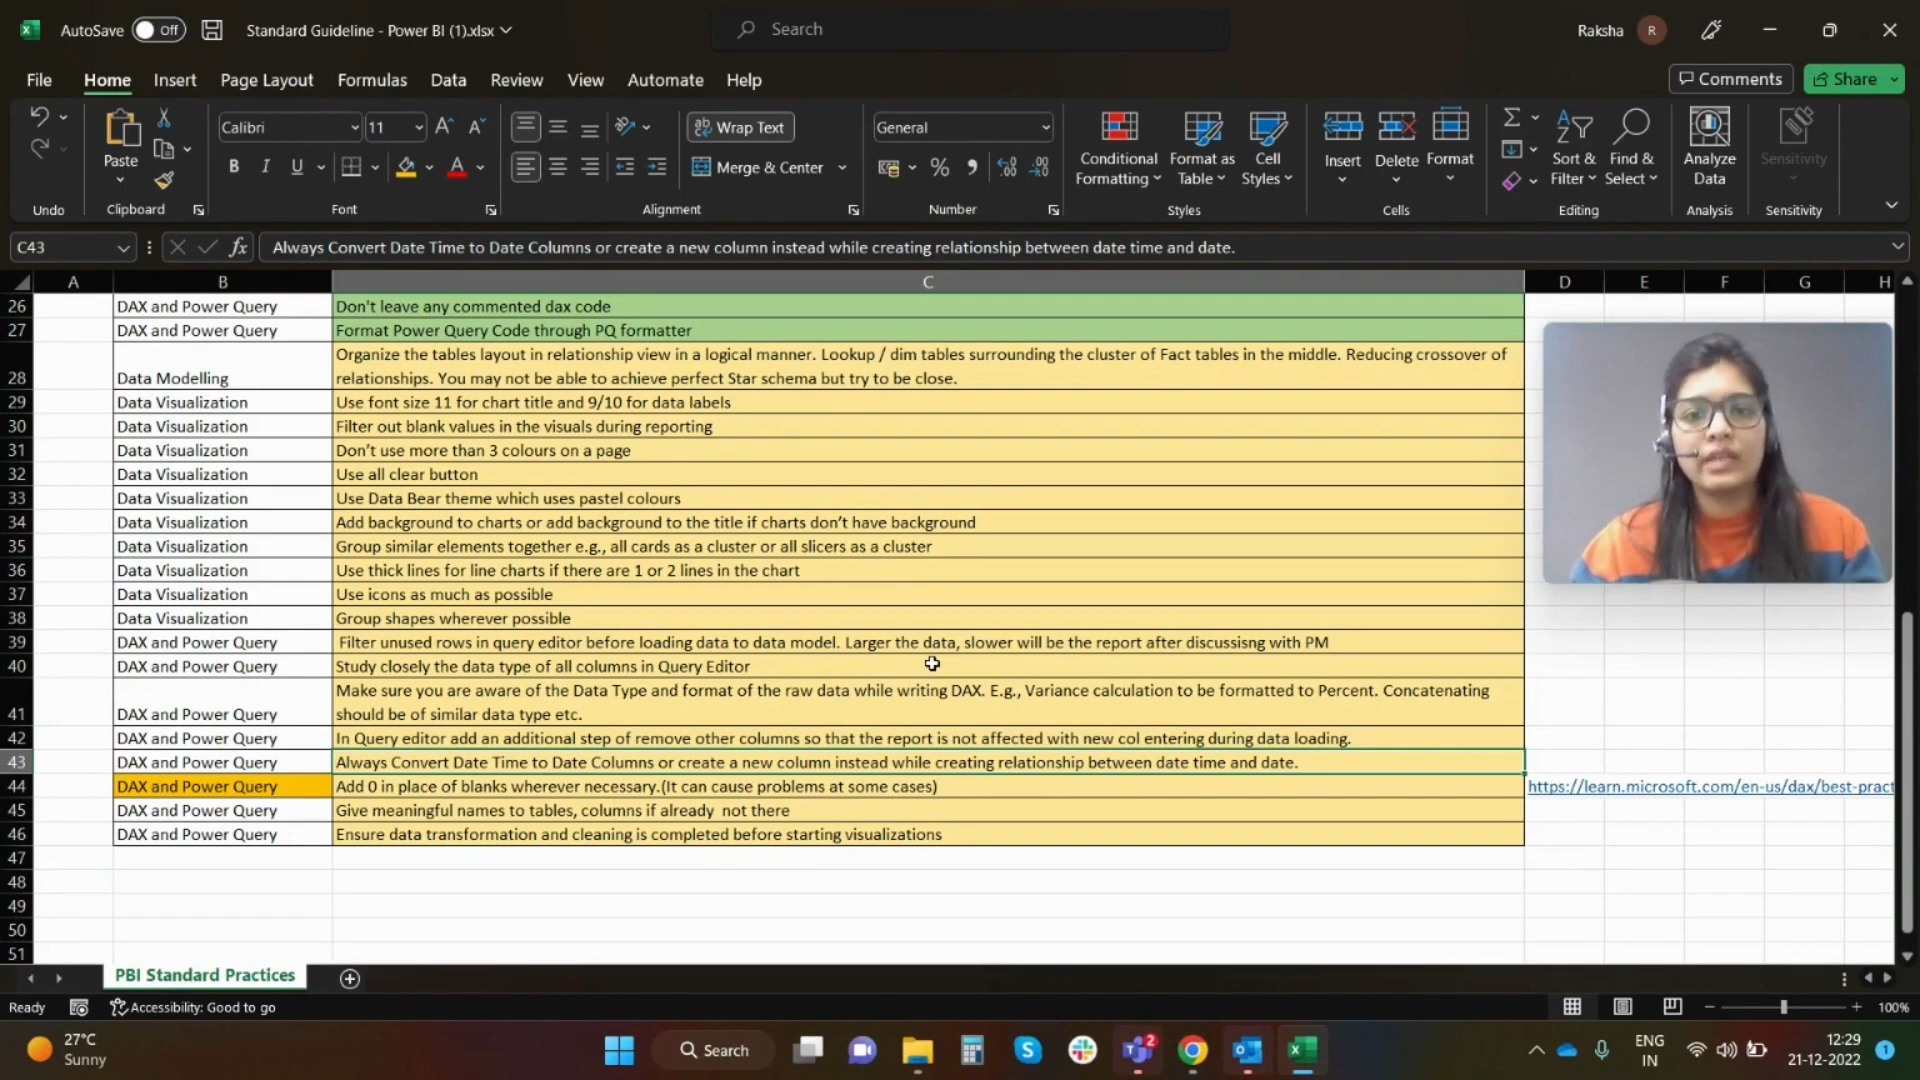 AutoSave Off Standard Guideline - Power BI (1).xlsx Search Raksha R
File Home Insert Page Layout Formulas Data Review View Automate Help Comments Share
Calibri 11 Wrap Text General
Paste B I U Merge & Center % Conditional Formatting Format as Table Cell Styles Insert Delete Format Sort & Filter Find & Select Analyze Data Sensitivity
Undo Clipboard Font Alignment Number Styles Cells Editing Analysis Sensitivity
C43 fx Always Convert Date Time to Date Columns or create a new column instead while creating relationship between date time and date.
A B C D E F G H
26 DAX and Power Query Don't leave any commented dax code
27 DAX and Power Query Format Power Query Code through PQ formatter
Organize the tables layout in relationship view in a logical manner. Lookup / dim tables surrounding the cluster of Fact tables in the middle. Reducing crossover of
28 Data Modelling relationships. You may not be able to achieve perfect Star schema but try to be close.
29 Data Visualization Use font size 11 for chart title and 9/10 for data labels
30 Data Visualization Filter out blank values in the visuals during reporting
31 Data Visualization Don’t use more than 3 colours on a page
32 Data Visualization Use all clear button
33 Data Visualization Use Data Bear theme which uses pastel colours
34 Data Visualization Add background to charts or add background to the title if charts don’t have background
35 Data Visualization Group similar elements together e.g., all cards as a cluster or all slicers as a cluster
36 Data Visualization Use thick lines for line charts if there are 1 or 2 lines in the chart
37 Data Visualization Use icons as much as possible
38 Data Visualization Group shapes wherever possible
39 DAX and Power Query Filter unused rows in query editor before loading data to data model. Larger the data, slower will be the report after discussisng with PM
40 DAX and Power Query Study closely the data type of all columns in Query Editor
Make sure you are aware of the Data Type and format of the raw data while writing DAX. E.g., Variance calculation to be formatted to Percent. Concatenating
41 DAX and Power Query should be of similar data type etc.
42 DAX and Power Query In Query editor add an additional step of remove other columns so that the report is not affected with new col entering during data loading.
43 DAX and Power Query Always Convert Date Time to Date Columns or create a new column instead while creating relationship between date time and date.
44 DAX and Power Query Add 0 in place of blanks wherever necessary.(It can cause problems at some cases) https://learn.microsoft.com/en-us/dax/best-pract
45 DAX and Power Query Give meaningful names to tables, columns if already not there
46 DAX and Power Query Ensure data transformation and cleaning is completed before starting visualizations
47
48
49
50
51
PBI Standard Practices
Ready Accessibility: Good to go 100%
27°C Search 2 ENG 12:29
Sunny IN 21-12-2022 1